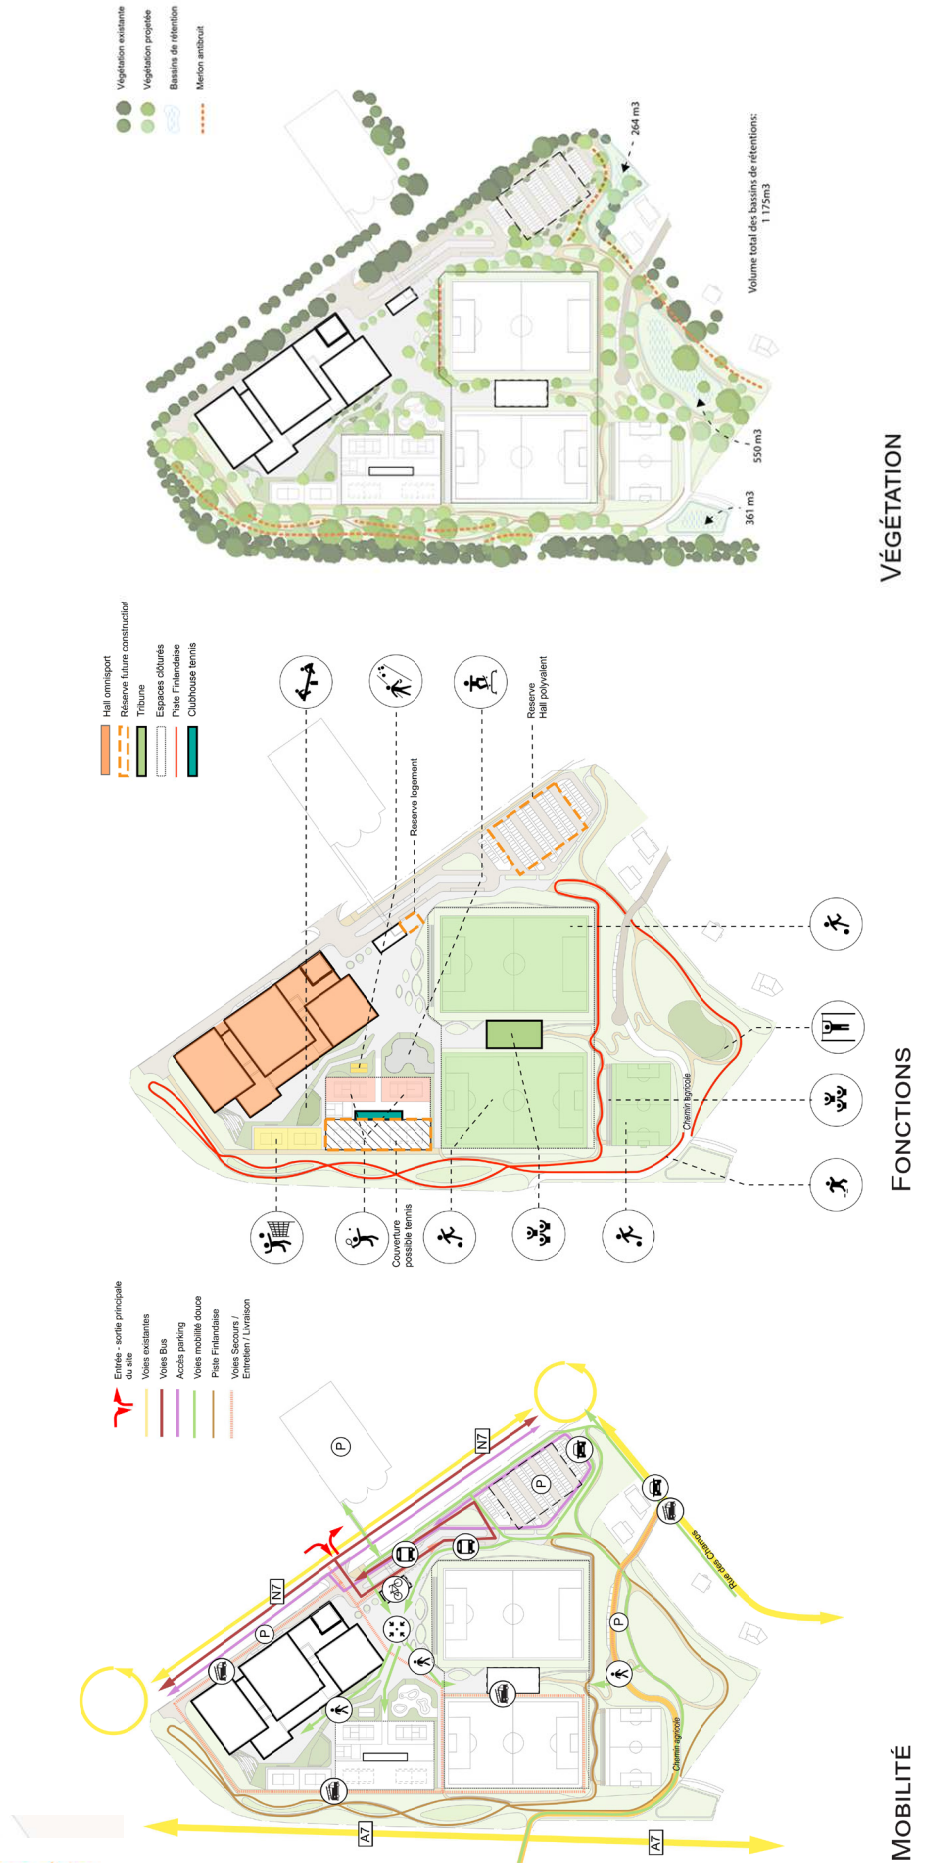 Entrée - sortie principale
du site
Voies existantes
Voies Bus
Accès parking
Voies mobilité douce
Piste Finlandaise
Voies Secours /
Entretien / Livraison
P
N7
N7
P
P
P
Rue des Champs
Chemin agricole
A7
A7
MOBILITÉ
Hall omnisport
Réserve future construction
Tribune
Espaces clôturés
Piste Finlandaise
Clubhouse tennis
Reserve logement
Reserve
Hall polyvalent
Couverture
possible tennis
Chemin agricole
FONCTIONS
Végétation existante
Végétation projetée
Bassins de rétention
Merlon antibruit
264 m3
Volume total des bassins de rétentions:
1 175m3
550 m3
361 m3
VÉGÉTATION